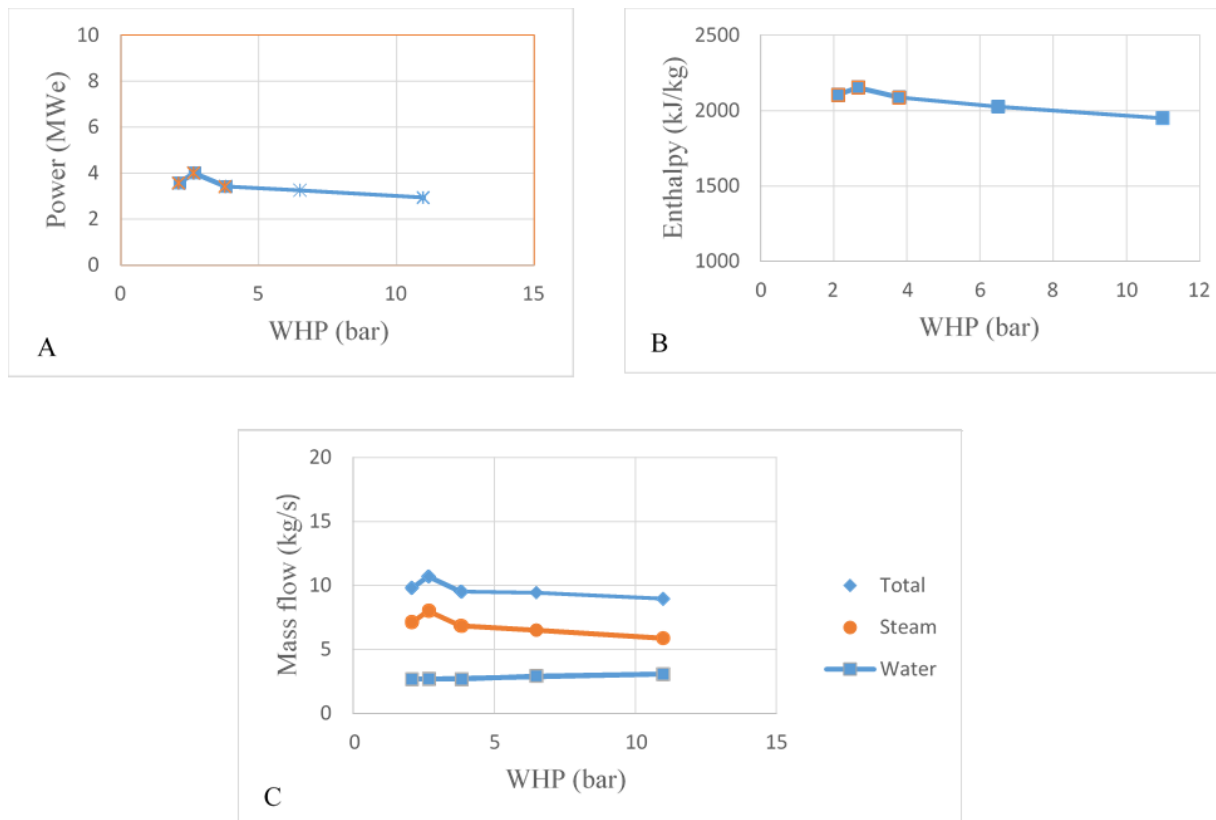 10
8
6
4
2
0
Power (MWe)
0 5 10 15
WHP (bar)
A
2500
2000
1500
1000
Enthalpy (kJ/kg)
0 2 4 6 8 10 12
WHP (bar)
B
20
15
10
5
0
Mass flow (kg/s)
0 5 10 15
WHP (bar)
Total
Steam
Water
C